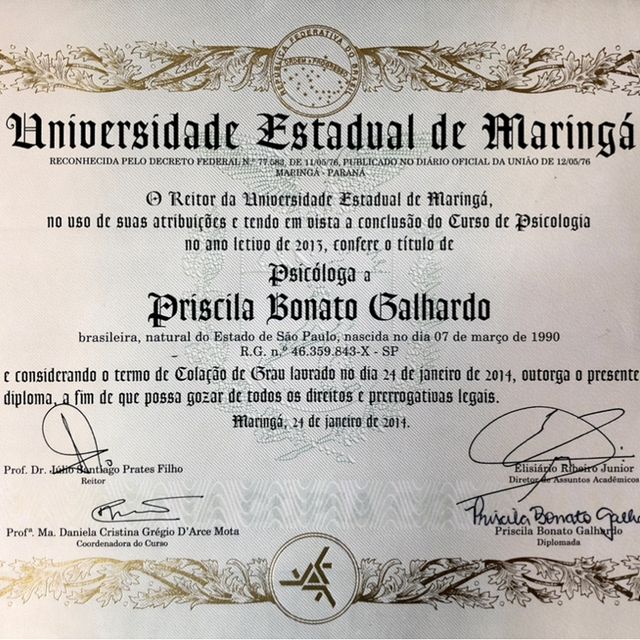 REPÚBLICA FEDERATIVA DO BRASIL
ORDEM E PROGRESSO
Universidade Estadual de Maringá
RECONHECIDA PELO DECRETO FEDERAL N.º 77.583, DE 11/05/76, PUBLICADO NO DIÁRIO OFICIAL DA UNIÃO DE 12/05/76
MARINGÁ - PARANÁ
O Reitor da Universidade Estadual de Maringá,
no uso de suas atribuições e tendo em vista a conclusão do Curso de Psicologia
no ano letivo de 2013, confere o título de
Psicóloga a
Priscila Bonato Galhardo
brasileira, natural do Estado de São Paulo, nascida no dia 07 de março de 1990
R.G. n.º 46.359.843-X - SP
e considerando o termo de Colação de Grau lavrado no dia 24 de janeiro de 2014, outorga o presente
diploma, a fim de que possa gozar de todos os direitos e prerrogativas legais.
Maringá, 24 de janeiro de 2014.
Prof. Dr. Júlio Santiago Prates Filho
Reitor
Elisiário Ribeiro Junior
Diretor de Assuntos Acadêmicos
Profª. Ma. Daniela Cristina Grégio D'Arce Mota
Coordenadora do Curso
Priscila Bonato Galha
Priscila Bonato Galhardo
Diplomada